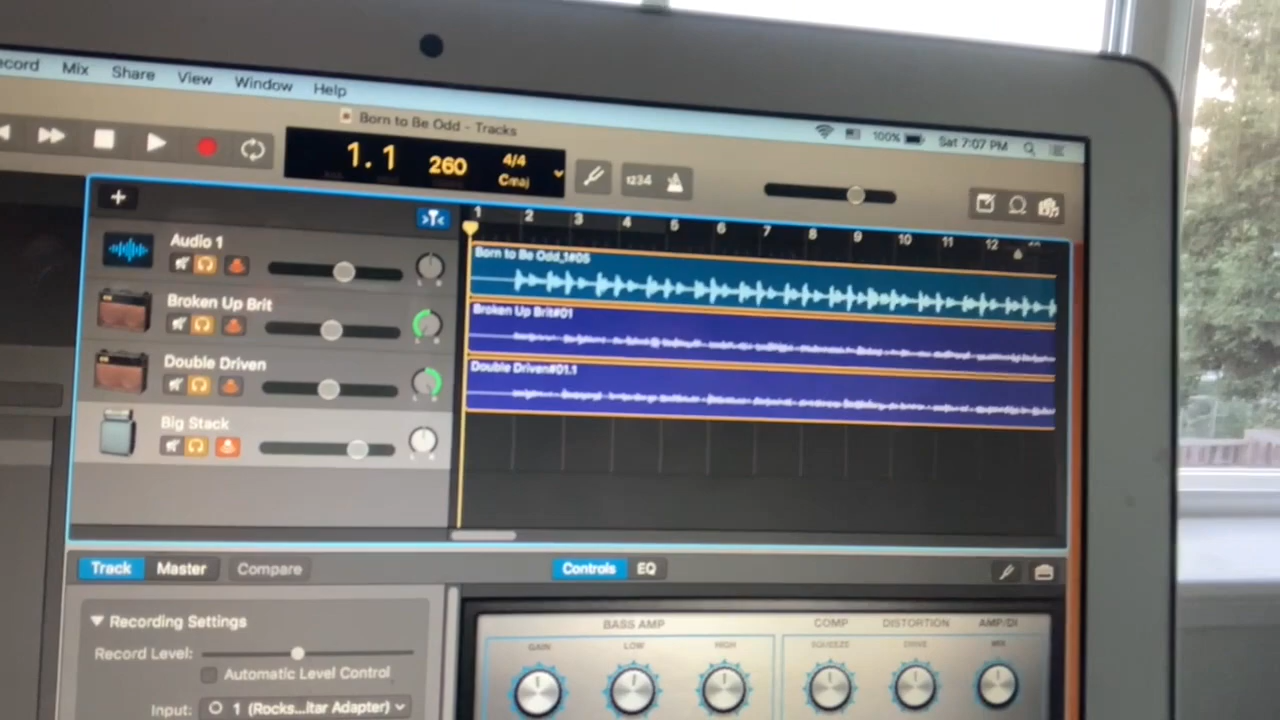 ecord Mix Share View Window Help
Born to Be Odd - Tracks
100% Sat 7:07 PM
1.1 260 4/4 Cmaj
1234
1 2 3 4 5 6 7 8 9 10 11 12
Audio 1
Born to Be Odd_1#05
Broken Up Brit
Broken Up Brit#01
Double Driven
Double Driven#01.1
Big Stack
Track Master Compare Controls EQ
Recording Settings
Record Level:
Automatic Level Control
Input: 1 (Rocks...ltar Adapter)
BASS AMP COMP DISTORTION AMP/DI
GAIN LOW HIGH SQUEEZE DRIVE MIX